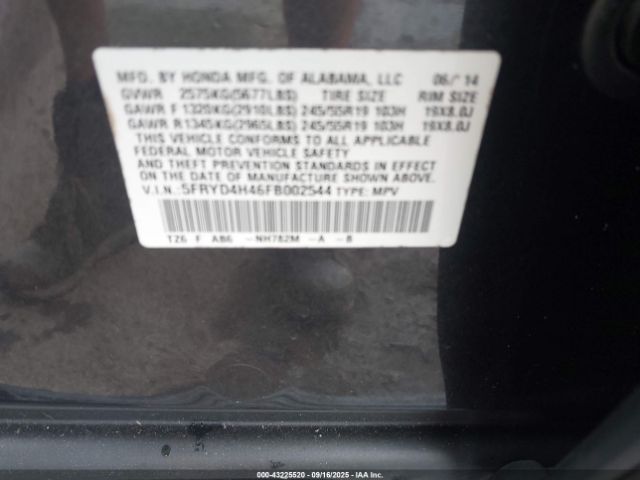 MFD. BY HONDA MFG. OF ALABAMA, LLC 06/14
GVWR 2575KG(5677LBS) TIRE SIZE RIM SIZE
GAWR F 1320KG(2910LBS) 245/55R19 103H 19X8.0J
GAWR R 1345KG(2965LBS) 245/55R19 103H 19X8.0J
THIS VEHICLE CONFORMS TO ALL APPLICABLE
FEDERAL MOTOR VEHICLE SAFETY
AND THEFT PREVENTION STANDARDS IN EFFECT
ON THE DATE OF MANUFACTURE SHOWN ABOVE.
V.I.N.: 5FRYD4H46FB002544 TYPE: MPV
TZ6 F AB6 -NH782M -A -B
000-43225520 09/16/2025 IAAI.COM